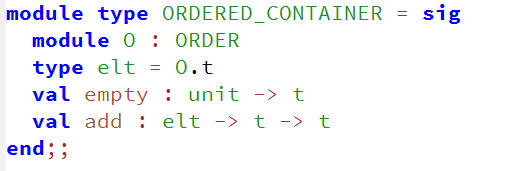 module type ORDERED_CONTAINER = sig
  module O : ORDER
  type elt = O.t
  val empty : unit -> t
  val add : elt -> t -> t
end;;